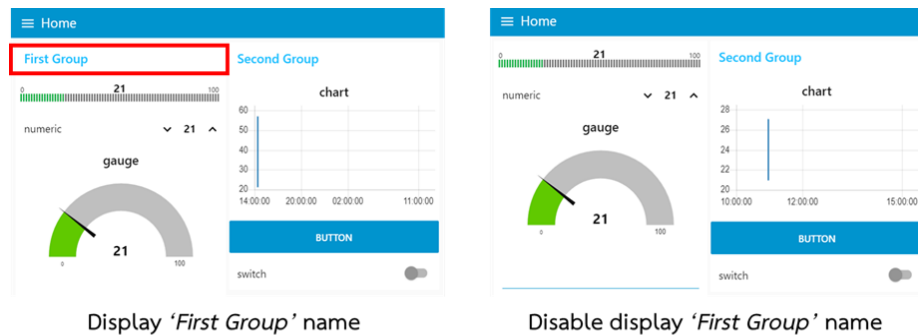 Home
First Group
0
21
100
numeric
21
gauge
21
0
100
Second Group
chart
60
50
40
30
20
14:00:00 20:00:00 02:00:00 11:00:00
BUTTON
switch
Display ‘First Group’ name
Home
0
21
100
numeric
21
gauge
21
0
100
Second Group
chart
28
26
24
22
20
10:00:00 12:00:00 15:00:00
BUTTON
switch
Disable display ‘First Group’ name